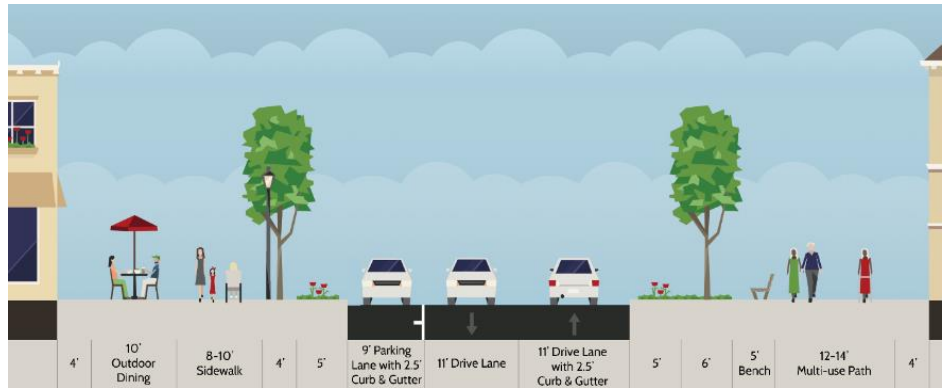 4'
10'
Outdoor
Dining
8-10'
Sidewalk
4'
5'
9' Parking
Lane with 2.5'
Curb & Gutter
11' Drive Lane
11' Drive Lane
with 2.5'
Curb & Gutter
5'
6'
5'
Bench
12-14'
Multi-use Path
4'